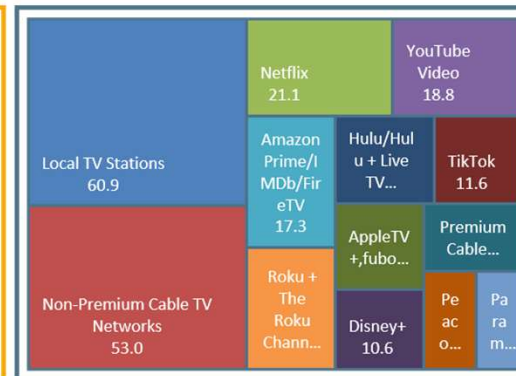 Local TV Stations
60.9
Non-Premium Cable TV
Networks
53.0
Netflix
21.1
YouTube
Video
18.8
Amazon
Prime/I
MDb/Fir
eTV
17.3
Hulu/Hul
u + Live
TV...
TikTok
11.6
Roku +
The
Roku
Chann...
AppleTV
+,fubo...
Premium
Cable...
Disney+
10.6
Pe
ac
o...
Pa
ra
m...